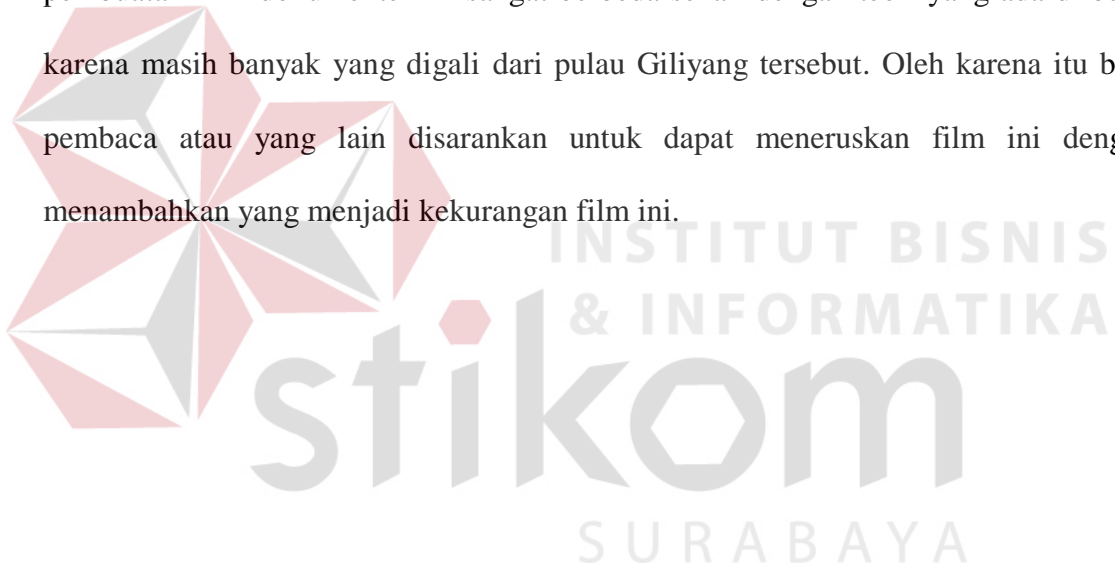 karena masih banyak yang digali dari pulau Giliyang tersebut. Oleh karena itu
pembaca atau yang lain disarankan untuk dapat meneruskan film ini
menambahkan yang menjadi kekurangan film ini.
INSTITUT BISNIS
& INFORMATIKA
stikom
SURABAYA